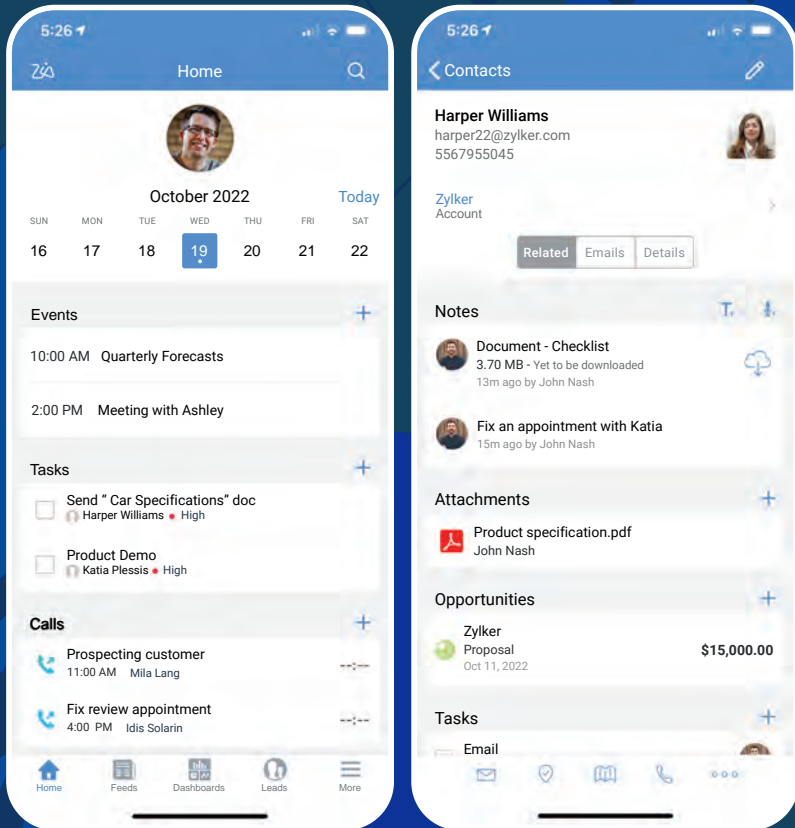 5:26
Zia
Home
October 2022
Today
SUN MON TUE WED THU FRI SAT
16 17 18 19 20 21 22
Events
10:00 AM Quarterly Forecasts
2:00 PM Meeting with Ashley
Tasks
Send “ Car Specifications” doc
Harper Williams • High
Product Demo
Katia Plessis • High
Calls
Prospecting customer
11:00 AM Mila Lang
--:--
Fix review appointment
4:00 PM Idis Solarin
--:--
Home Feeds Dashboards Leads More
5:26
Contacts
Harper Williams
harper22@zylker.com
5567955045
Zylker
Account
Related Emails Details
Notes
T
Document - Checklist
3.70 MB - Yet to be downloaded
13m ago by John Nash
Fix an appointment with Katia
15m ago by John Nash
Attachments
Product specification.pdf
John Nash
Opportunities
Zylker
Proposal
$15,000.00
Oct 11, 2022
Tasks
Email